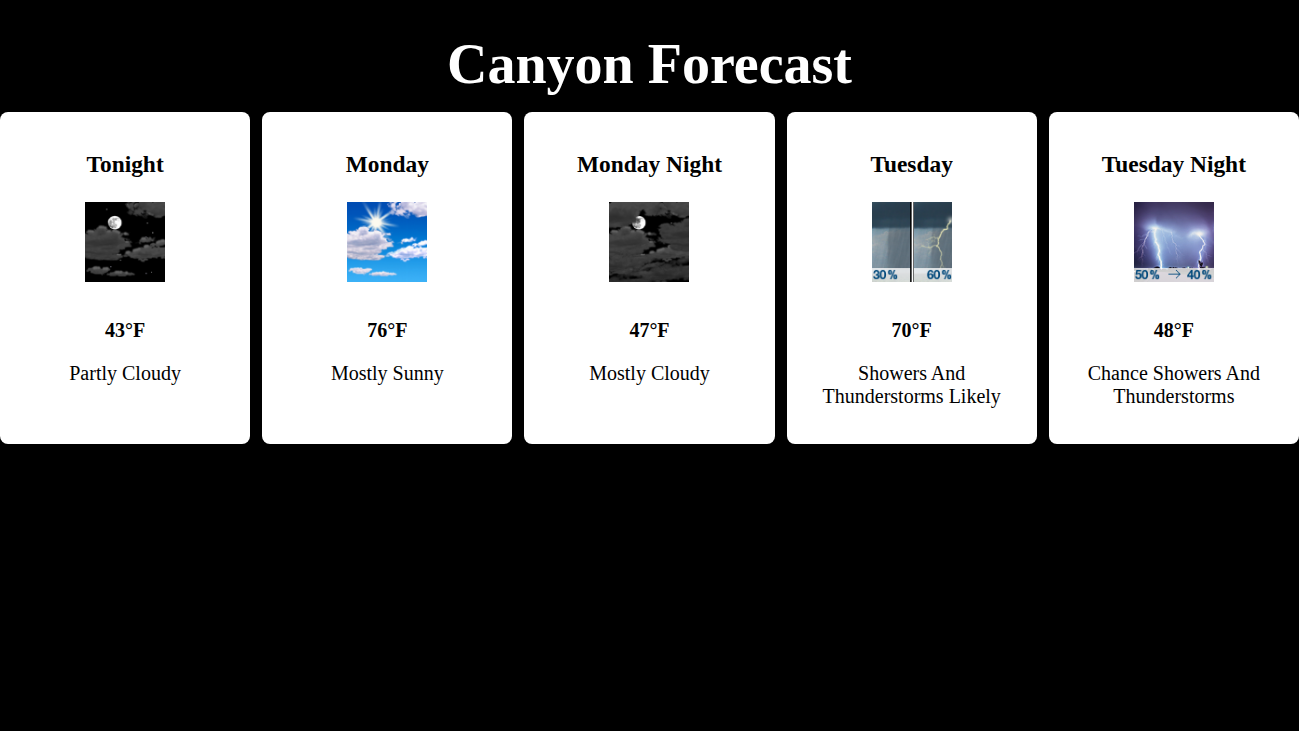 Canyon Forecast
Tonight
43°F
Partly Cloudy
Monday
76°F
Mostly Sunny
Monday Night
47°F
Mostly Cloudy
Tuesday
30% 60%
70°F
Showers And
Thunderstorms Likely
Tuesday Night
50% → 40%
48°F
Chance Showers And
Thunderstorms